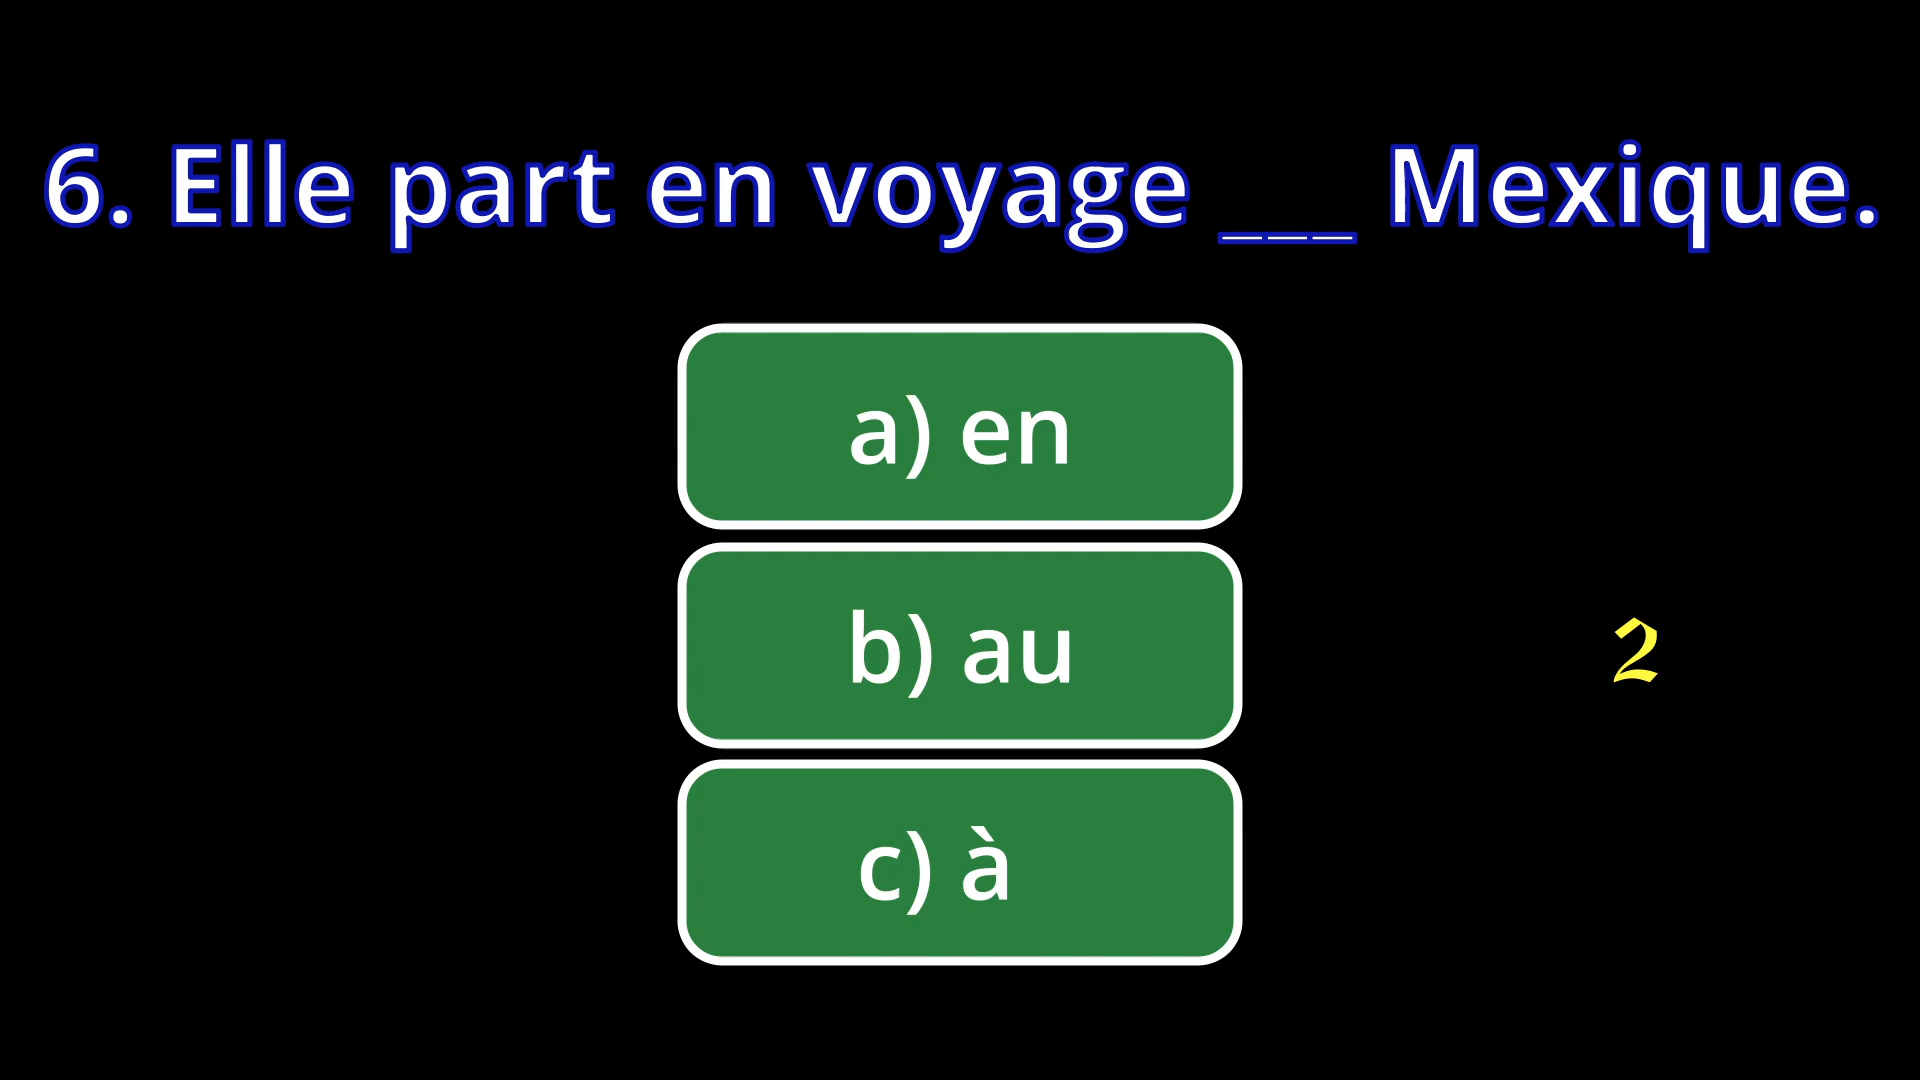 6. Elle part en voyage ___ Mexique.
a) en
b) au
2
c) à